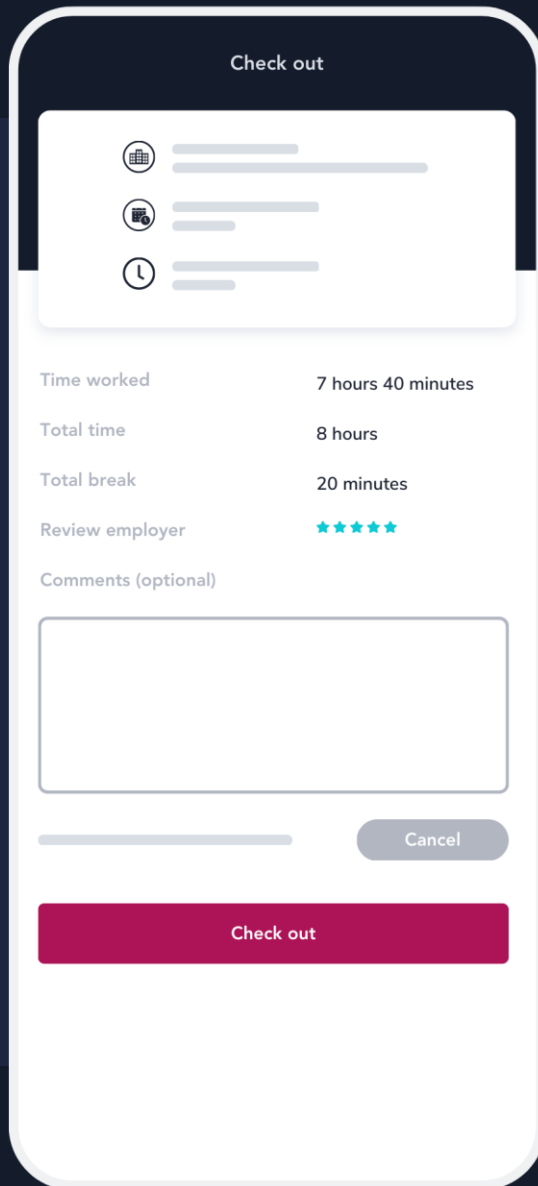 Check out
Time worked 7 hours 40 minutes
Total time 8 hours
Total break 20 minutes
Review employer
Comments (optional)
Cancel
Check out